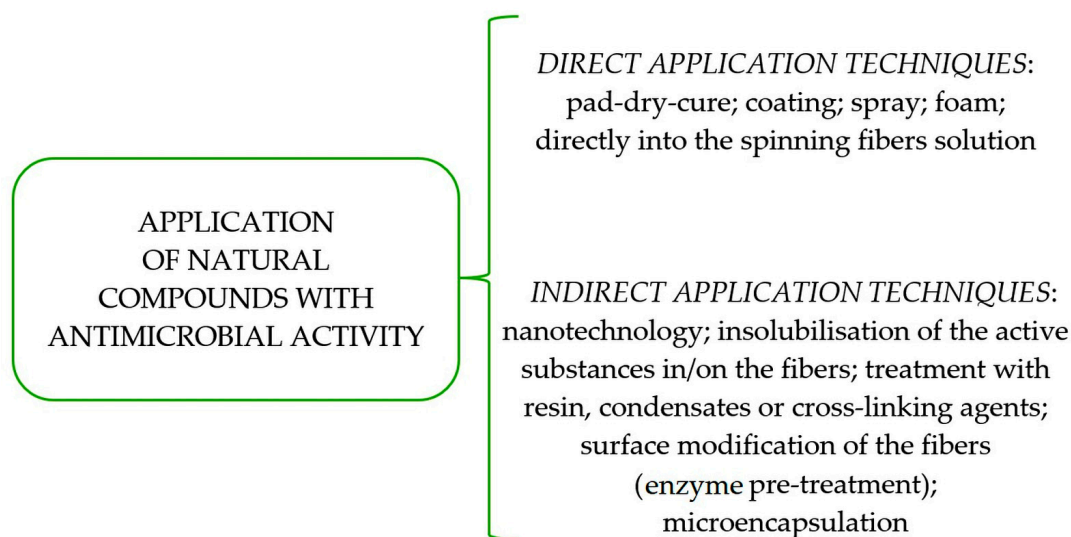 APPLICATION
OF NATURAL
COMPOUNDS WITH
ANTIMICROBIAL ACTIVITY
DIRECT APPLICATION TECHNIQUES:
pad-dry-cure; coating; spray; foam;
directly into the spinning fibers solution
INDIRECT APPLICATION TECHNIQUES:
nanotechnology; insolubilisation of the active
substances in/on the fibers; treatment with
resin, condensates or cross-linking agents;
surface modification of the fibers
(enzyme pre-treatment);
microencapsulation